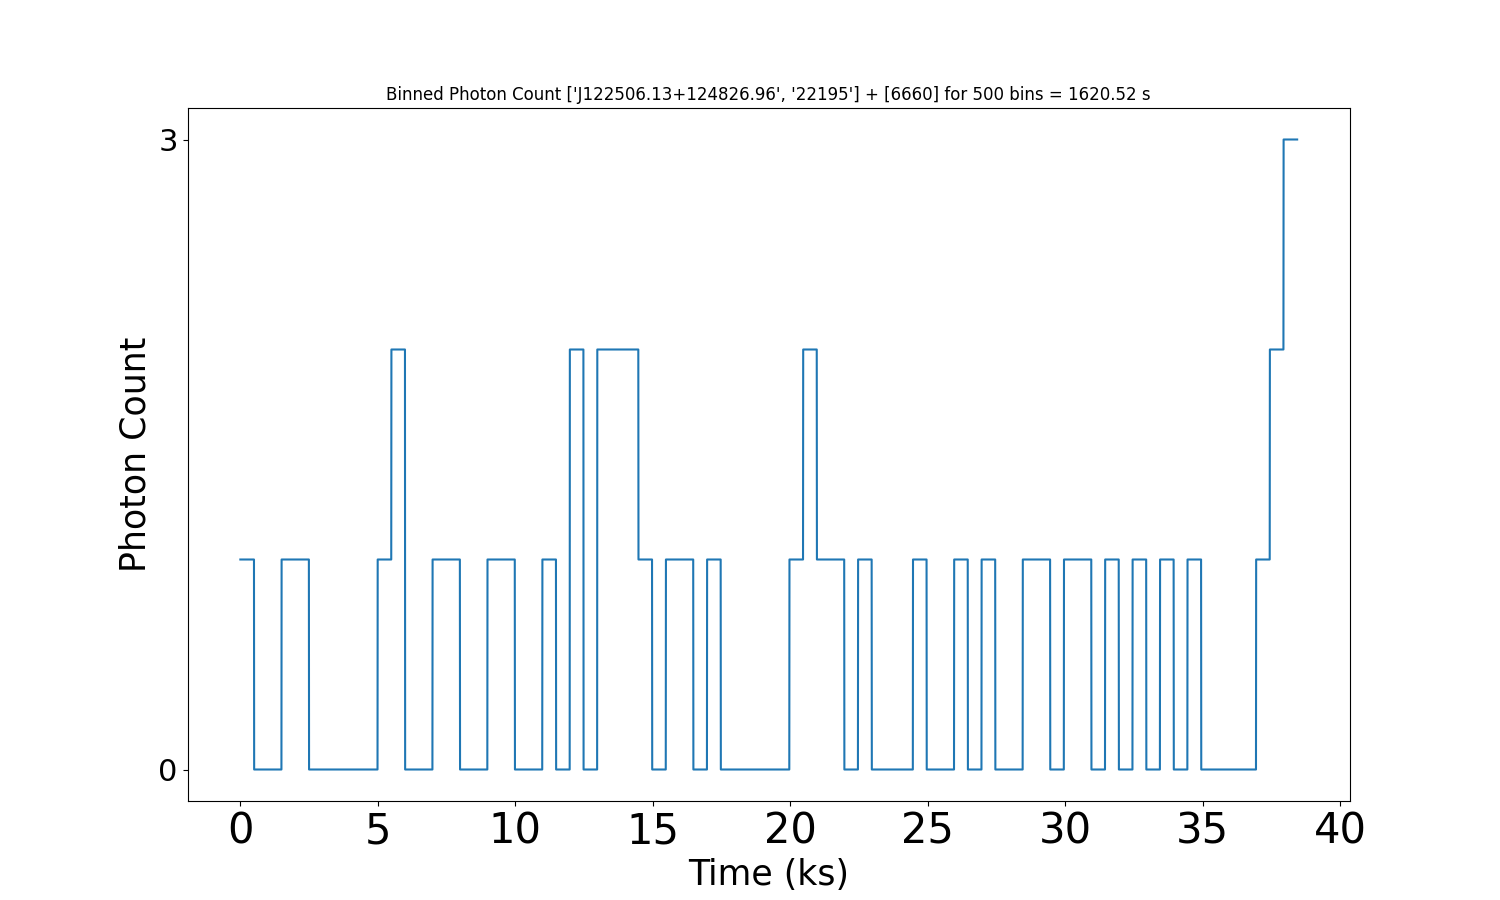 Binned Photon Count ['J122506.13+124826.96', '22195'] + [6660] for 500 bins = 1620.52 s
3
0
Photon Count
0 5 10 15 20 25 30 35 40
Time (ks)